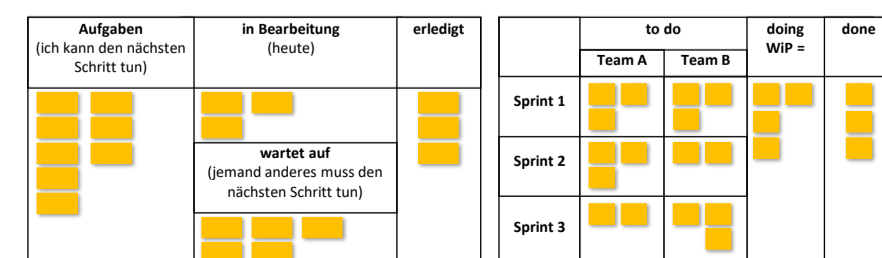 Aufgaben
(ich kann den nächsten
Schritt tun)
in Bearbeitung
(heute)
erledigt
wartet auf
(jemand anderes muss den
nächsten Schritt tun)
to do
doing
WiP =
done
Team A
Team B
Sprint 1
Sprint 2
Sprint 3